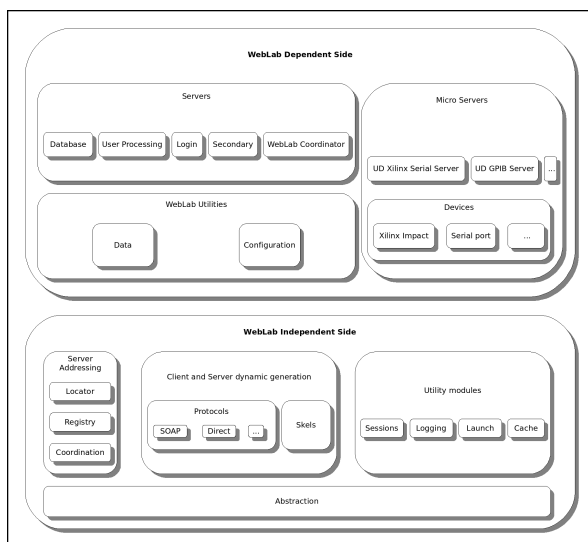 WebLab Dependent Side
Servers
Database
User Processing
Login
Secondary
WebLab Coordinator
WebLab Utilities
Data
Configuration
Micro Servers
UD Xilinx Serial Server
UD GPIB Server
...
Devices
Xilinx Impact
Serial port
...
WebLab Independent Side
Server
Addressing
Locator
Registry
Coordination
Client and Server dynamic generation
Protocols
SOAP
Direct
...
Skels
Utility modules
Sessions
Logging
Launch
Cache
Abstraction